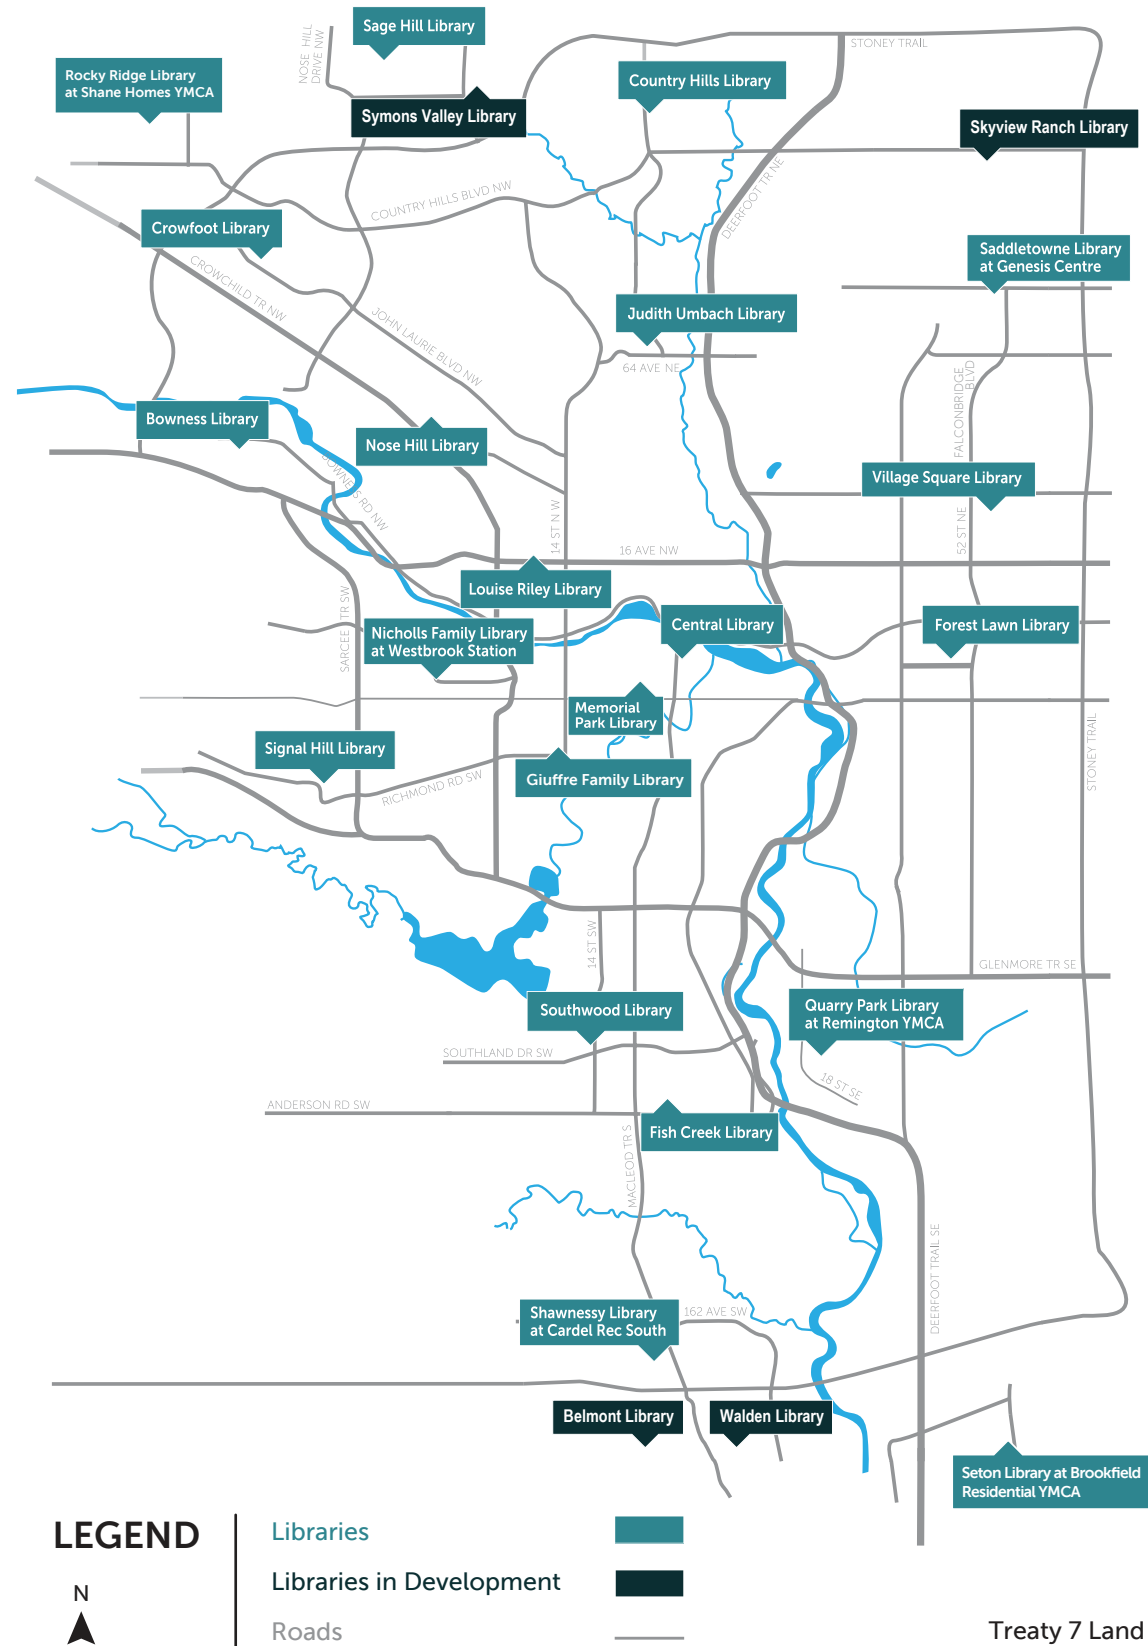 Sage Hill Library
NOSE HILL
DRIVE NW
STONEY TRAIL
Rocky Ridge Library
at Shane Homes YMCA
Country Hills Library
Symons Valley Library
Skyview Ranch Library
COUNTRY HILLS BLVD NW
DEERFOOT TR NE
Crowfoot Library
Saddletowne Library
at Genesis Centre
CROWCHILD TR NW
JOHN LAURIE BLVD NW
Judith Umbach Library
64 AVE NE
FALCONBRIDGE
BLVD
Bowness Library
Nose Hill Library
BOWNESS RD NW
Village Square Library
14 ST N W
52 ST NE
16 AVE NW
Louise Riley Library
SARCEE TR SW
Nicholls Family Library
at Westbrook Station
Central Library
Forest Lawn Library
Memorial
Park Library
Signal Hill Library
STONEY TRAIL
RICHMOND RD SW
Giuffre Family Library
14 ST SW
GLENMORE TR SE
Southwood Library
Quarry Park Library
at Remington YMCA
SOUTHLAND DR SW
18 ST SE
ANDERSON RD SW
Fish Creek Library
MACLEOD TR S
DEERFOOT TRAIL SE
Shawnessy Library
at Cardel Rec South
162 AVE SW
Belmont Library
Walden Library
Seton Library at Brookfield
Residential YMCA
LEGEND
N
Libraries
Libraries in Development
Roads
Treaty 7 Land